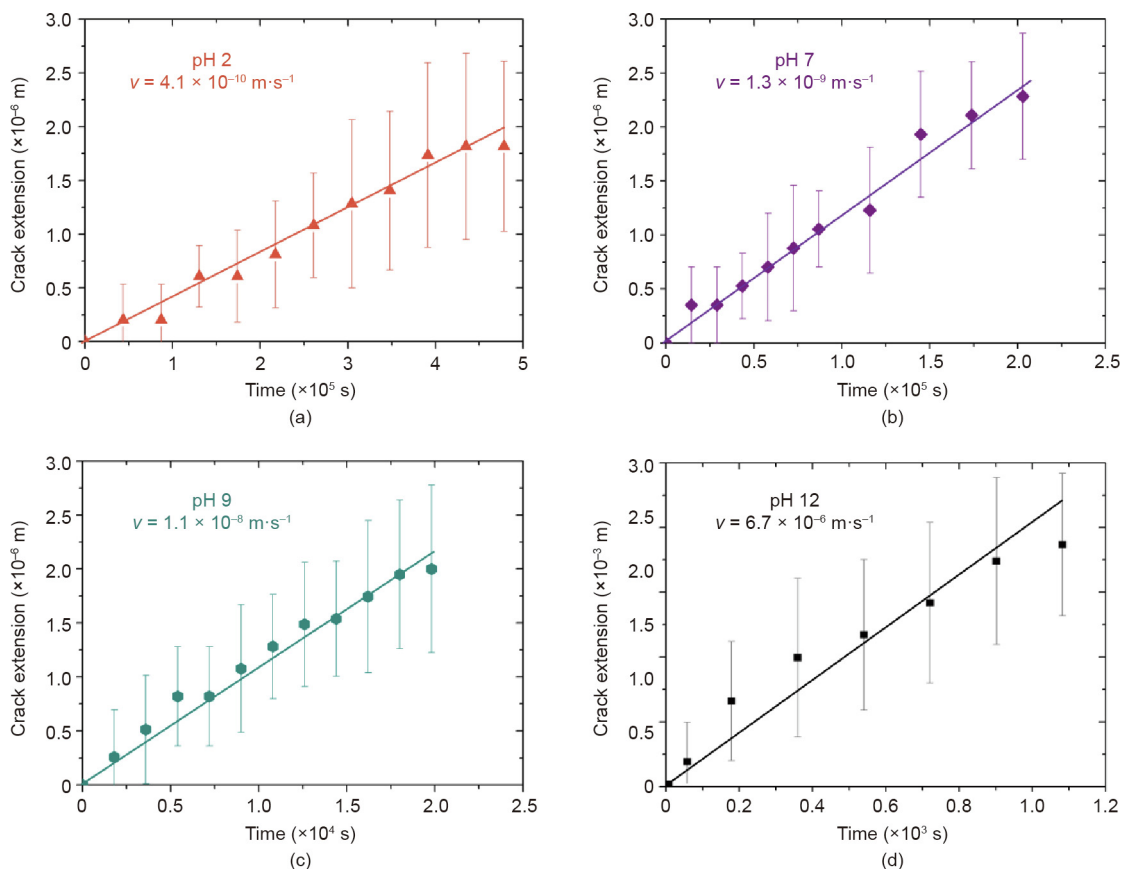 3.0
2.5
2.0
1.5
1.0
0.5
0
Crack extension (×10⁻⁶ m)
pH 2
v = 4.1 × 10⁻¹⁰ m·s⁻¹
0 1 2 3 4 5
Time (×10⁵ s)
(a)
3.0
2.5
2.0
1.5
1.0
0.5
0
Crack extension (×10⁻⁶ m)
pH 7
v = 1.3 × 10⁻⁹ m·s⁻¹
0 0.5 1.0 1.5 2.0 2.5
Time (×10⁵ s)
(b)
3.0
2.5
2.0
1.5
1.0
0.5
0
Crack extension (×10⁻⁶ m)
pH 9
v = 1.1 × 10⁻⁸ m·s⁻¹
0 0.5 1.0 1.5 2.0 2.5
Time (×10⁴ s)
(c)
3.0
2.5
2.0
1.5
1.0
0.5
0
Crack extension (×10⁻³ m)
pH 12
v = 6.7 × 10⁻⁶ m·s⁻¹
0 0.2 0.4 0.6 0.8 1.0 1.2
Time (×10³ s)
(d)